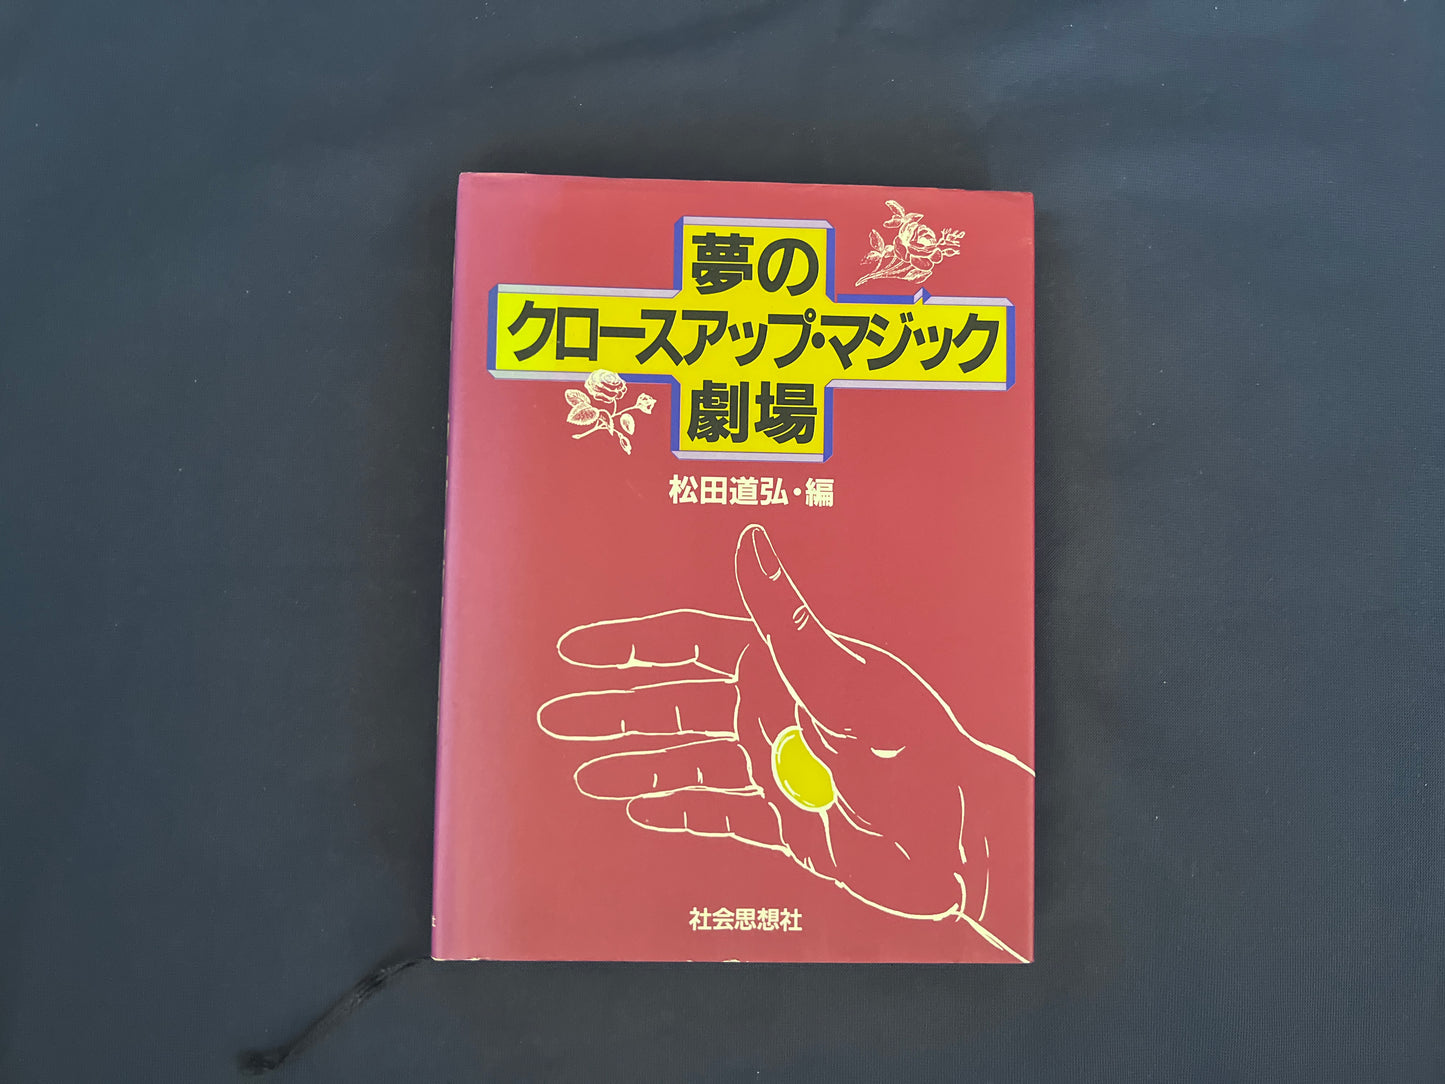 夢の
クロースアップ・マジック
劇場
松田道弘・編
社会思想社